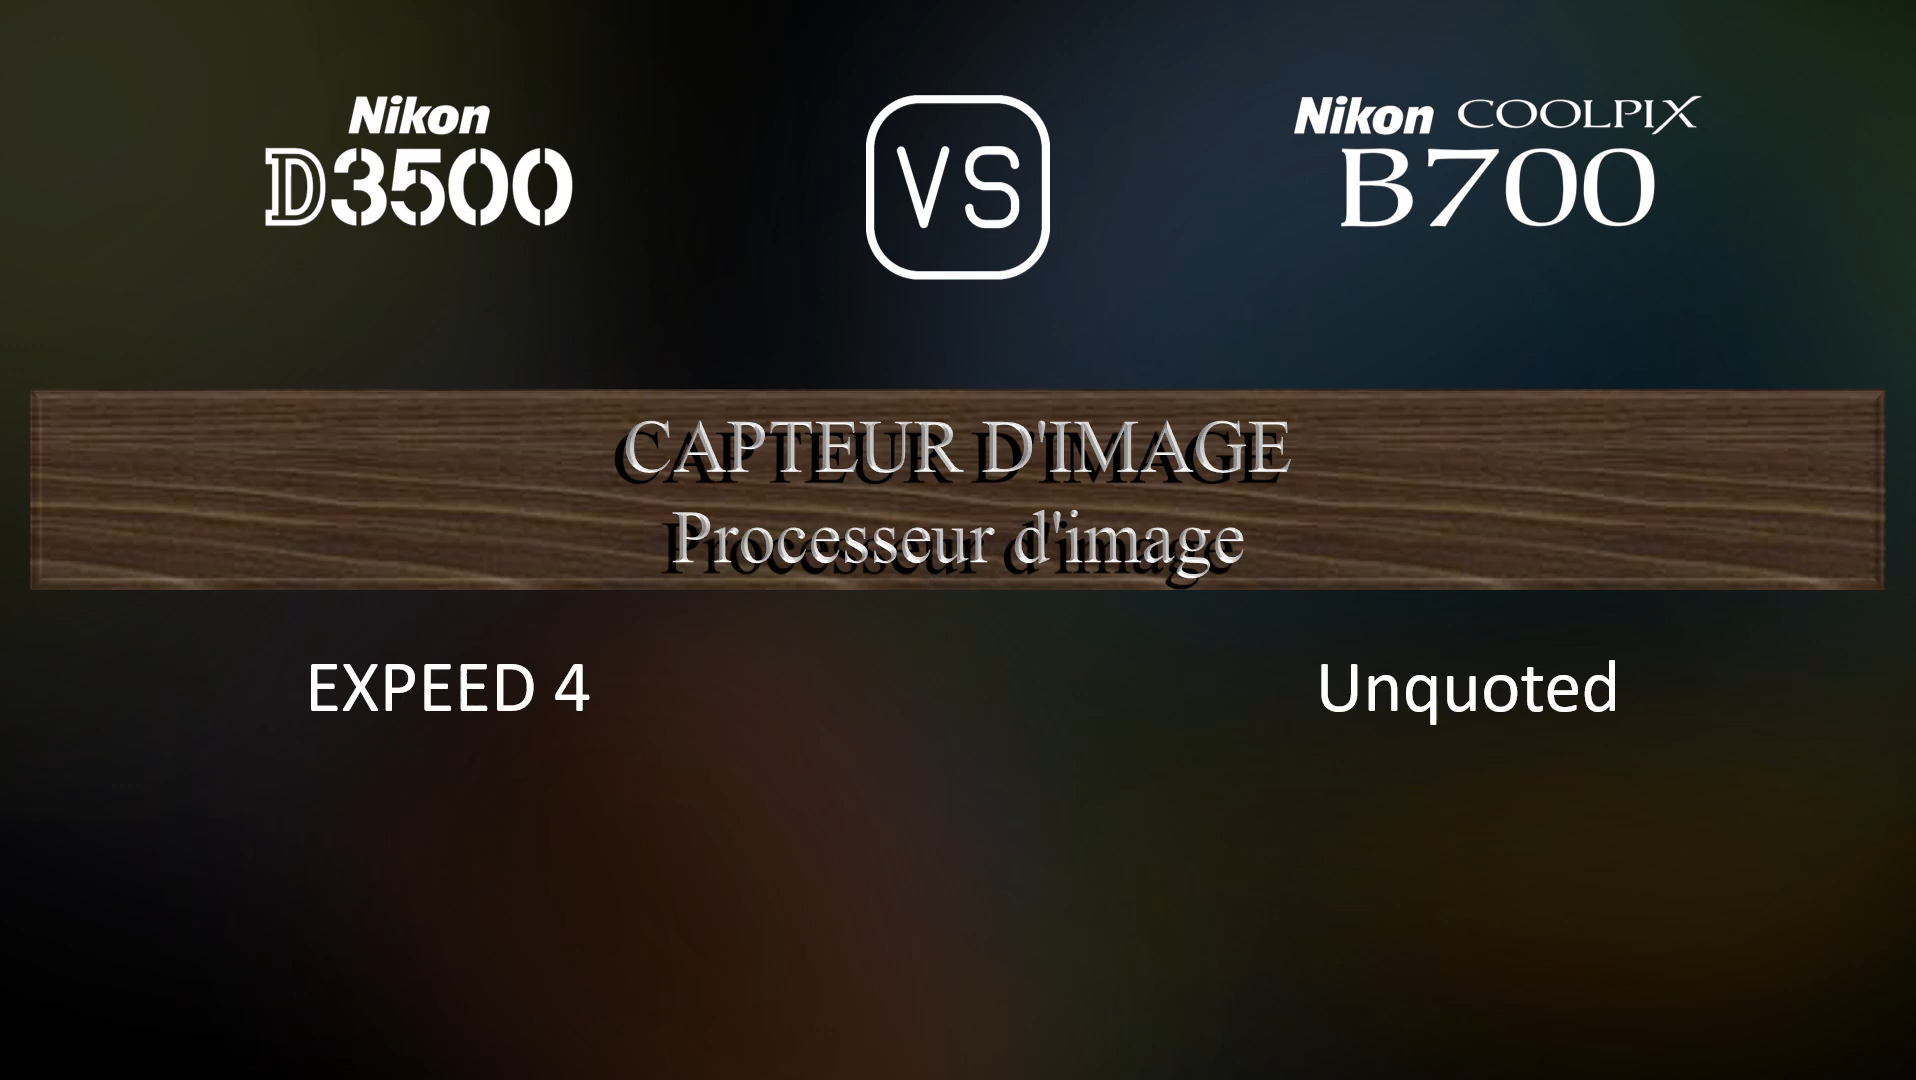 Nikon
D3500
VS
Nikon COOLPIX
B700
CAPTEUR D'IMAGE
Processeur d'image
EXPEED 4
Unquoted